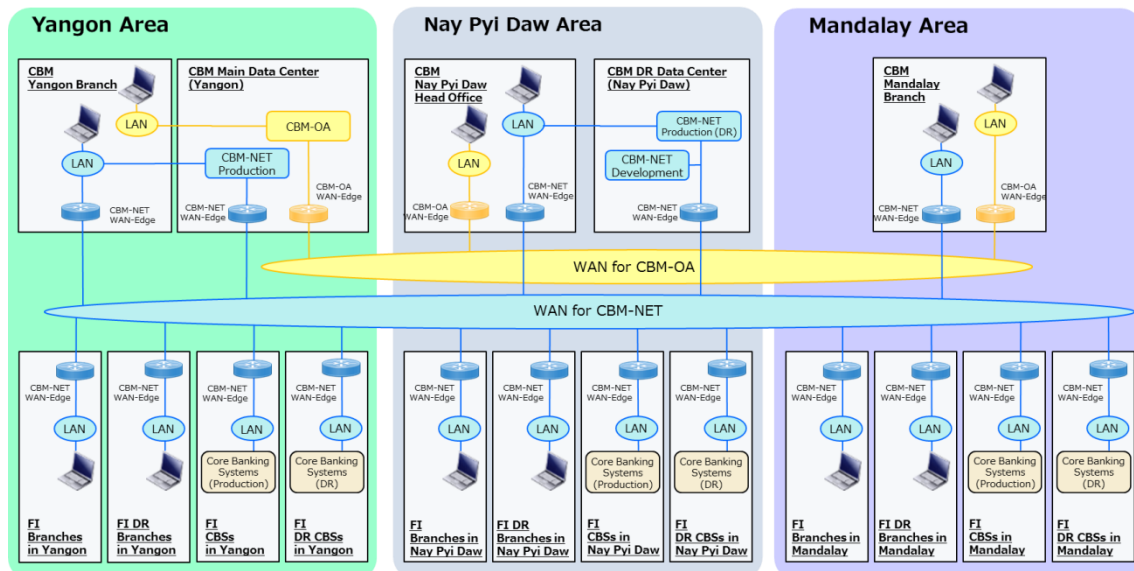 Yangon Area
Nay Pyi Daw Area
Mandalay Area
CBM
Yangon Branch
LAN
LAN
CBM-NET
WAN-Edge
CBM Main Data Center
(Yangon)
CBM-OA
CBM-NET
Production
CBM-NET
WAN-Edge
CBM-OA
WAN-Edge
CBM
Nay Pyi Daw
Head Office
LAN
LAN
CBM-OA
WAN-Edge
CBM-NET
WAN-Edge
CBM DR Data Center
(Nay Pyi Daw)
CBM-NET
Production (DR)
CBM-NET
Development
CBM-NET
WAN-Edge
CBM
Mandalay
Branch
LAN
LAN
CBM-NET
WAN-Edge
CBM-OA
WAN-Edge
WAN for CBM-OA
WAN for CBM-NET
CBM-NET
WAN-Edge
LAN
FI
Branches
in Yangon
CBM-NET
WAN-Edge
LAN
FI DR
Branches
in Yangon
CBM-NET
WAN-Edge
LAN
Core Banking
Systems
(Production)
FI
CBSs
in Yangon
CBM-NET
WAN-Edge
LAN
Core Banking
Systems
(DR)
FI
DR CBSs
in Yangon
CBM-NET
WAN-Edge
LAN
FI
Branches in
Nay Pyi Daw
CBM-NET
WAN-Edge
LAN
FI DR
Branches in
Nay Pyi Daw
CBM-NET
WAN-Edge
LAN
Core Banking
Systems
(Production)
FI
CBSs in
Nay Pyi Daw
CBM-NET
WAN-Edge
LAN
Core Banking
Systems
(DR)
FI
DR CBSs in
Nay Pyi Daw
CBM-NET
WAN-Edge
LAN
FI
Branches in
Mandalay
CBM-NET
WAN-Edge
LAN
FI DR
Branches in
Mandalay
CBM-NET
WAN-Edge
LAN
Core Banking
Systems
(Production)
FI
CBSs in
Mandalay
CBM-NET
WAN-Edge
LAN
Core Banking
Systems
(DR)
FI
DR CBSs in
Mandalay